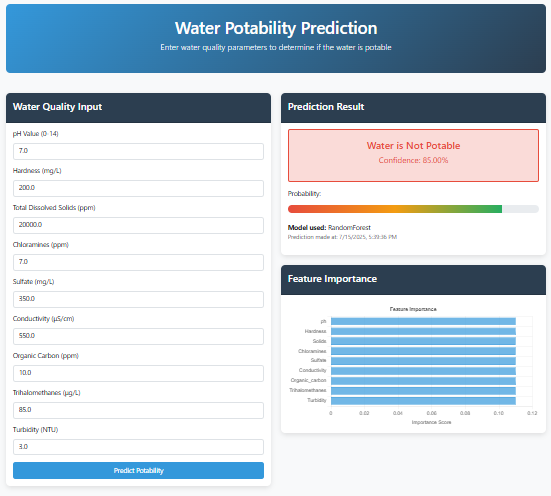 Water Potability Prediction
Enter water quality parameters to determine if the water is potable
Water Quality Input
pH Value (0-14)
7.0
Hardness (mg/L)
200.0
Total Dissolved Solids (ppm)
20000.0
Chloramines (ppm)
7.0
Sulfate (mg/L)
350.0
Conductivity (μS/cm)
550.0
Organic Carbon (ppm)
10.0
Trihalomethanes (μg/L)
85.0
Turbidity (NTU)
3.0
Predict Potability
Prediction Result
Water is Not Potable
Confidence: 85.00%
Probability:
Model used: RandomForest
Prediction made at: 7/15/2025, 5:39:36 PM
Feature Importance
Feature Importance
ph
Hardness
Solids
Chloramines
Sulfate
Conductivity
Organic_carbon
Trihalomethanes
Turbidity
0 0.02 0.04 0.06 0.08 0.10 0.12
Importance Score